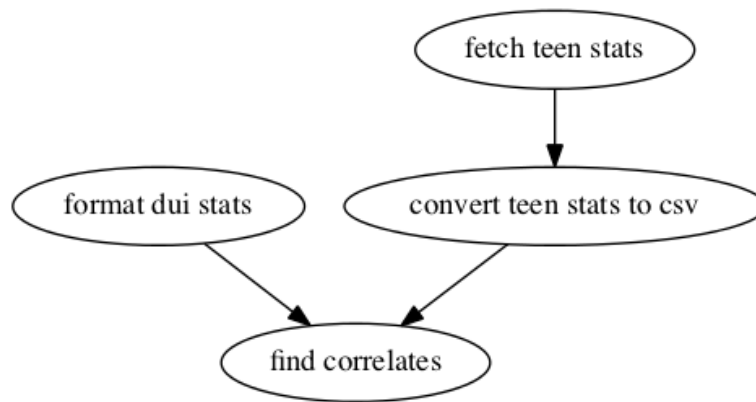 fetch teen stats
format dui stats
convert teen stats to csv
find correlates